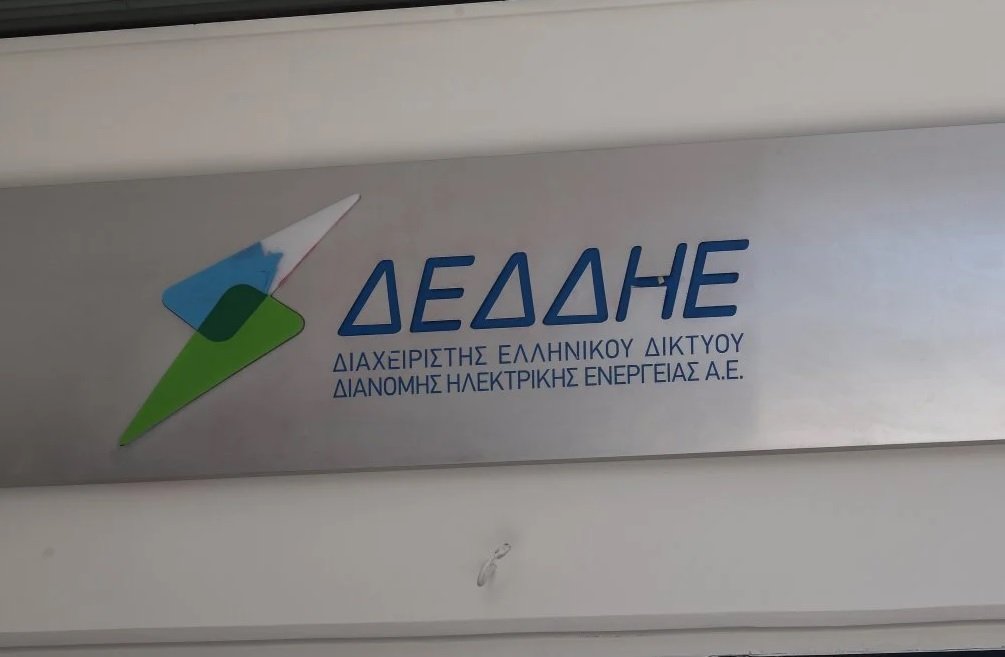 ΔΕΔΔΗΕ
ΔΙΑΧΕΙΡΙΣΤΗΣ ΕΛΛΗΝΙΚΟΥ ΔΙΚΤΥΟΥ
ΔΙΑΝΟΜΗΣ ΗΛΕΚΤΡΙΚΗΣ ΕΝΕΡΓΕΙΑΣ Α.Ε.